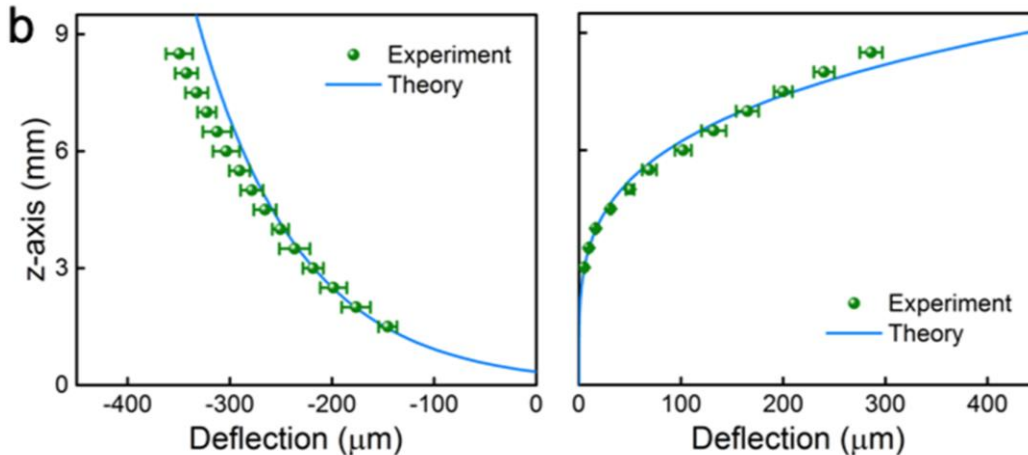 b
9
6
3
0
z-axis (mm)
Experiment
Theory
-400 -300 -200 -100 0
Deflection (μm)
Experiment
Theory
0 100 200 300 400
Deflection (μm)